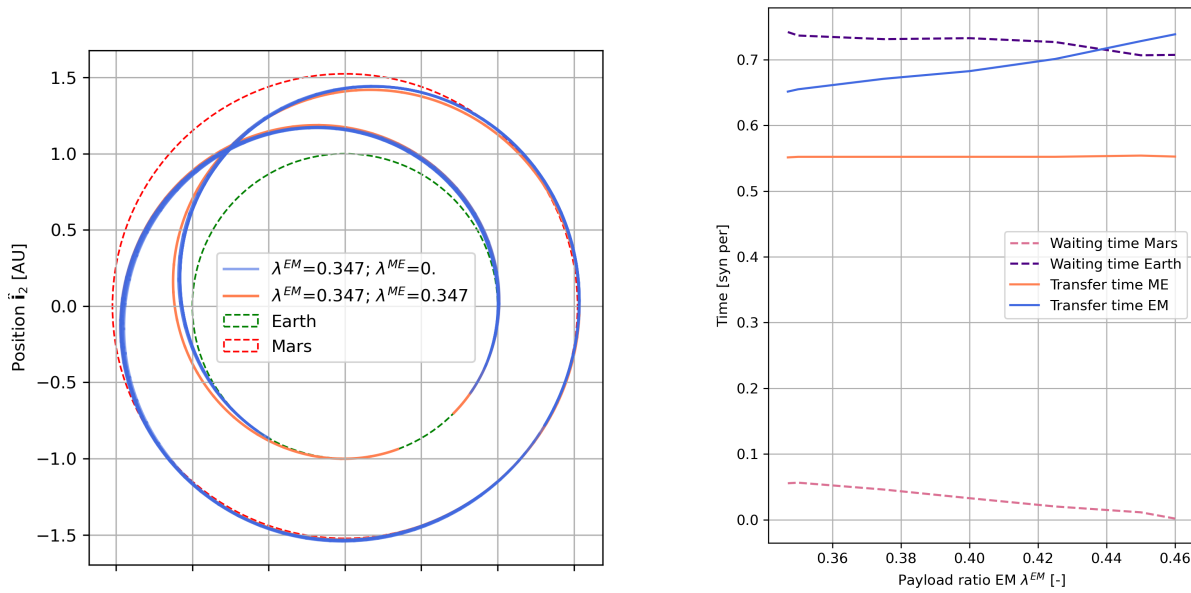 1.5
1.0
0.5
0.0
−0.5
−1.0
−1.5
Position $\mathbf{\ddot{i}}_2$ [AU]
λ^{EM}=0.347; λ^{ME}=0.
λ^{EM}=0.347; λ^{ME}=0.347
Earth
Mars
0.7
0.6
0.5
0.4
0.3
0.2
0.1
0.0
Time [syn per]
Waiting time Mars
Waiting time Earth
Transfer time ME
Transfer time EM
0.36 0.38 0.40 0.42 0.44 0.46
Payload ratio EM λ^{EM} [-]